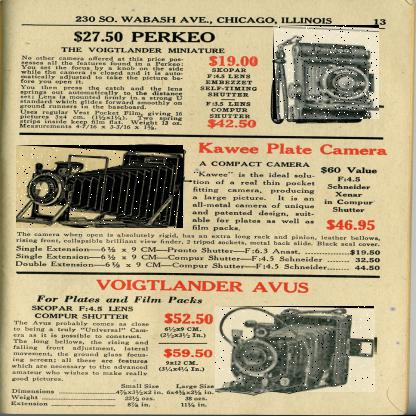 230 SO. WABASH AVE., CHICAGO, ILLINOIS 13
$27.50 PERKEO
THE VOIGTLANDER MINIATURE
No other camera offered at this price pos-
sesses all the features found in a Perkeo:
You set the focus by a knob on the side
while the camera is closed and it is auto-
matically adjusted to take the picture be-
fore you open it.
You then press the catch and the lens
springs out automatically to the distance
set! Lens is mounted firmly in a strong U
standard which glides forward smoothly on
ground runners in the baseboard.
Uses regular Vest Pocket Film, giving 16
pictures 3x4 cm. Two spring
strips inside keep film flat. Weight 13 oz.
Measurements 4-7/16 x 3-3/16 x
$19.00
SKOPAR
F:4.5 LENS
EMBEZZET
SELF-TIMING
SHUTTER
F:3.5 LENS
COMPUR
SHUTTER
$42.50
Kawee Plate Camera
A COMPACT CAMERA
"Kawee" is the ideal solu-
tion of a real thin pocket
fitting camera, producing
a large picture. It is an
all-metal camera of unique
and patented design, suit-
able for plates as well as
film packs.
$60 Value
F:4.5
Schneider
Xenar
in Compur
Shutter
$46.95
The camera when open is absolutely rigid, has an extra long rack and pinion, leather bellows,
rising front, collapsible brilliant view finder, 2 tripod sockets, metal back slide. Black seal cover.
Single Extension—6½ x 9 CM—Pronto Shutter—F:6.3 Anast. $19.50
Single Extension—6½ x 9 CM—Compur Shutter—F:4.5 Schneider 32.50
Double Extension—6½ x 9 CM—Compur Shutter—F:4.5 Schneider 44.50
VOIGTLANDER AVUS
For Plates and Film Packs
SKOPAR F:4.5 LENS
COMPUR SHUTTER
The Avus probably comes as close
to being a truly "Universal" Cam-
era as it is possible to construct.
The long bellows, the rising and
falling front adjustment, lateral
movement, the ground glass focus-
ing screen; all these are features
which are necessary to the advanced
amateur who wishes to make really
good pictures.
$52.50
6½x9 CM.
(2½x3½ In.)
$59.50
9x12 CM.
(3¼x4¼ In.)
Small Size Large Size
Dimensions in.
Weight 22½ ozs. 38 ozs.
Extension 8⅞ in. 11¼ in.